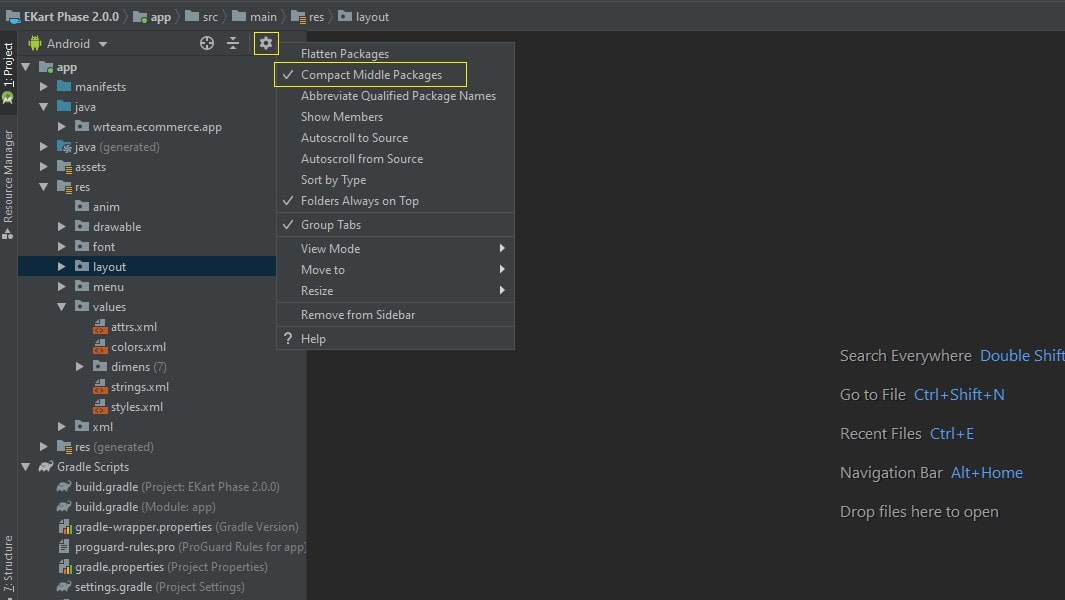 EKart Phase 2.0.0 app src main res layout
1: Project
Resource Manager
7: Structure
Android
app
manifests
java
wrteam.ecommerce.app
java (generated)
assets
res
anim
drawable
font
layout
menu
values
attrs.xml
colors.xml
dimens (7)
strings.xml
styles.xml
xml
res (generated)
Gradle Scripts
build.gradle (Project: EKart Phase 2.0.0)
build.gradle (Module: app)
gradle-wrapper.properties (Gradle Version)
proguard-rules.pro (ProGuard Rules for app)
gradle.properties (Project Properties)
settings.gradle (Project Settings)
Flatten Packages
✓ Compact Middle Packages
Abbreviate Qualified Package Names
Show Members
Autoscroll to Source
Autoscroll from Source
Sort by Type
✓ Folders Always on Top
✓ Group Tabs
View Mode
Move to
Resize
Remove from Sidebar
? Help
Search Everywhere Double Shift
Go to File Ctrl+Shift+N
Recent Files Ctrl+E
Navigation Bar Alt+Home
Drop files here to open